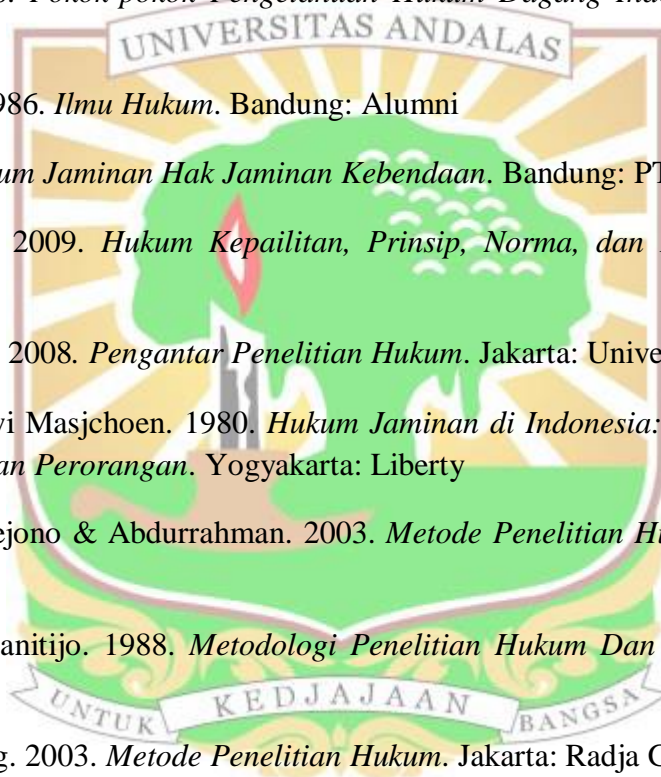 Pokok-pokok Pengetahuan Hukum Dagang
UNIVERSITAS ANDALAS
986. Ilmu Hukum. Bandung: Alumni
um Jaminan Hak Jaminan Kebendaan. Bandung: PT
2009. Hukum Kepailitan, Prinsip, Norma, dan
2008. Pengantar Penelitian Hukum. Jakarta: Unive
wi Masjchoen. 1980. Hukum Jaminan di Indonesia:
an Perorangan. Yogyakarta: Liberty
ejono & Abdurrahman. 2003. Metode Penelitian
anitijo. 1988. Metodologi Penelitian Hukum Dan
UNTUK KEDJAJAAN BANGSA
g. 2003. Metode Penelitian Hukum. Jakarta: Radja